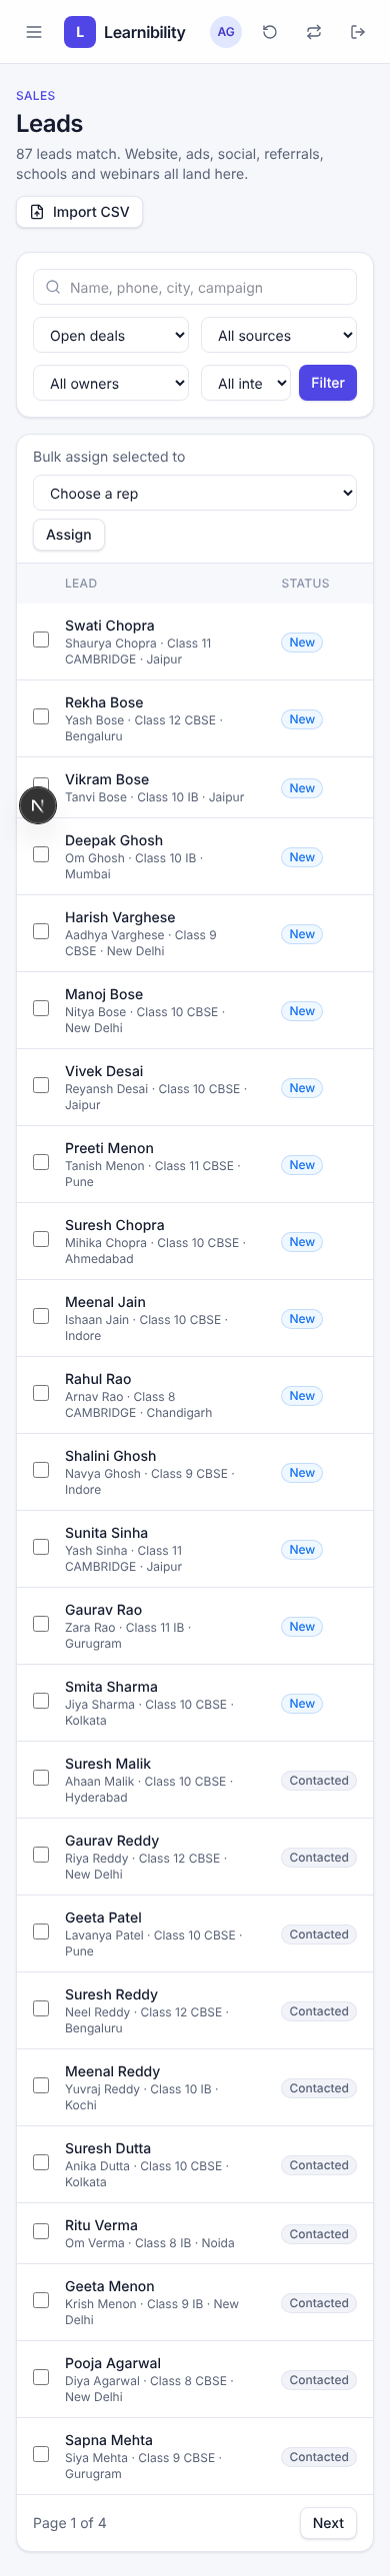 L Learnibility AG
SALES
Leads
87 leads match. Website, ads, social, referrals,
schools and webinars all land here.
Import CSV
Name, phone, city, campaign
Open deals All sources
All owners All inte Filter
Bulk assign selected to
Choose a rep
Assign
LEAD STATUS
Swati Chopra
Shaurya Chopra · Class 11
CAMBRIDGE · Jaipur
New
Rekha Bose
Yash Bose · Class 12 CBSE ·
Bengaluru
New
Vikram Bose
Tanvi Bose · Class 10 IB · Jaipur
New
N
Deepak Ghosh
Om Ghosh · Class 10 IB ·
Mumbai
New
Harish Varghese
Aadhya Varghese · Class 9
CBSE · New Delhi
New
Manoj Bose
Nitya Bose · Class 10 CBSE ·
New Delhi
New
Vivek Desai
Reyansh Desai · Class 10 CBSE ·
Jaipur
New
Preeti Menon
Tanish Menon · Class 11 CBSE ·
Pune
New
Suresh Chopra
Mihika Chopra · Class 10 CBSE ·
Ahmedabad
New
Meenal Jain
Ishaan Jain · Class 10 CBSE ·
Indore
New
Rahul Rao
Arnav Rao · Class 8
CAMBRIDGE · Chandigarh
New
Shalini Ghosh
Navya Ghosh · Class 9 CBSE ·
Indore
New
Sunita Sinha
Yash Sinha · Class 11
CAMBRIDGE · Jaipur
New
Gaurav Rao
Zara Rao · Class 11 IB ·
Gurugram
New
Smita Sharma
Jiya Sharma · Class 10 CBSE ·
Kolkata
New
Suresh Malik
Ahaan Malik · Class 10 CBSE ·
Hyderabad
Contacted
Gaurav Reddy
Riya Reddy · Class 12 CBSE ·
New Delhi
Contacted
Geeta Patel
Lavanya Patel · Class 10 CBSE ·
Pune
Contacted
Suresh Reddy
Neel Reddy · Class 12 CBSE ·
Bengaluru
Contacted
Meenal Reddy
Yuvraj Reddy · Class 10 IB ·
Kochi
Contacted
Suresh Dutta
Anika Dutta · Class 10 CBSE ·
Kolkata
Contacted
Ritu Verma
Om Verma · Class 8 IB · Noida
Contacted
Geeta Menon
Krish Menon · Class 9 IB · New
Delhi
Contacted
Pooja Agarwal
Diya Agarwal · Class 8 CBSE ·
New Delhi
Contacted
Sapna Mehta
Siya Mehta · Class 9 CBSE ·
Gurugram
Contacted
Page 1 of 4 Next